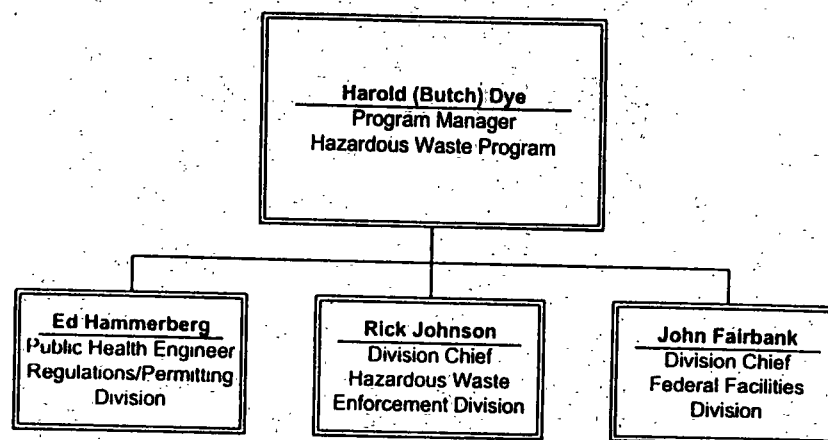 Harold (Butch) Dye
Program Manager
Hazardous Waste Program
Ed Hammerberg
Public Health Engineer
Regulations/Permitting
Division
Rick Johnson
Division Chief
Hazardous Waste
Enforcement Division
John Fairbank
Division Chief
Federal Facilities
Division